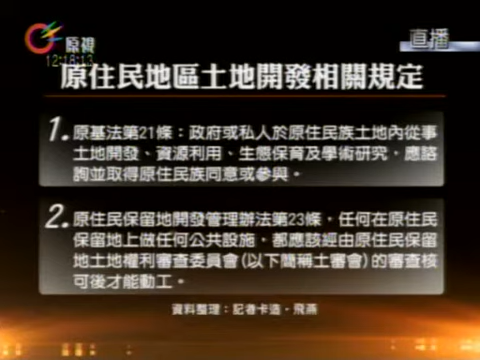 原視
直播
12:18:13
原住民地區土地開發相關規定
1. 原基法第21條：政府或私人於原住民族土地內從事
土地開發、資源利用、生態保育及學術研究，應諮
詢並取得原住民族同意或參與。
2. 原住民保留地開發管理辦法第23條，任何在原住民
保留地上做任何公共設施，都應該經由原住民保留
地土地權利審查委員會(以下簡稱土審會)的審查核
可後才能動工。
資料整理：記者卡造・飛燕